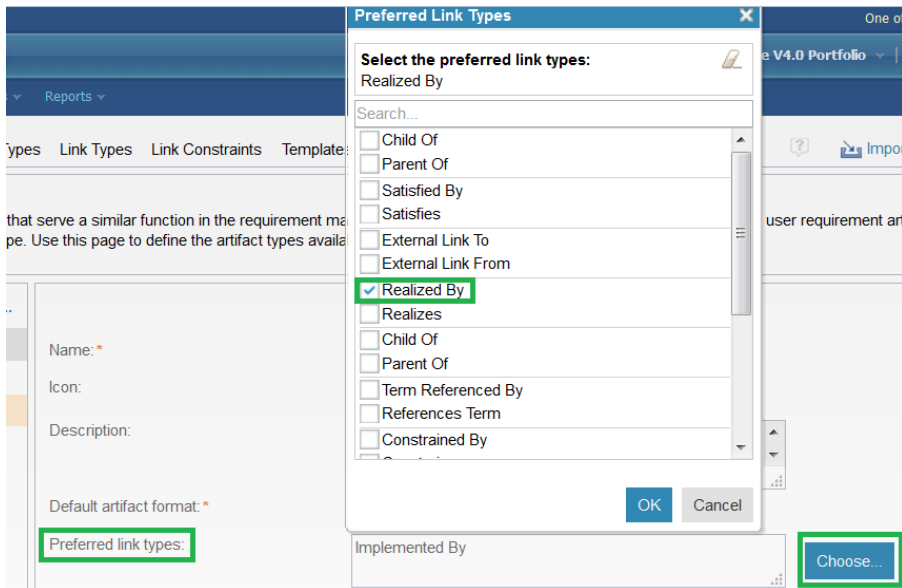 Preferred Link Types
One of
e V4.0 Portfolio
Reports
Select the preferred link types:
Realized By
Search...
Types Link Types Link Constraints Template
Impor
Child Of
Parent Of
Satisfied By
Satisfies
that serve a similar function in the requirement ma
user requirement art
pe. Use this page to define the artifact types availa
External Link To
External Link From
Realized By
Realizes
Child Of
Parent Of
Term Referenced By
References Term
Constrained By
Name:*
Icon:
Description:
Default artifact format:*
OK Cancel
Preferred link types:
Implemented By
Choose...